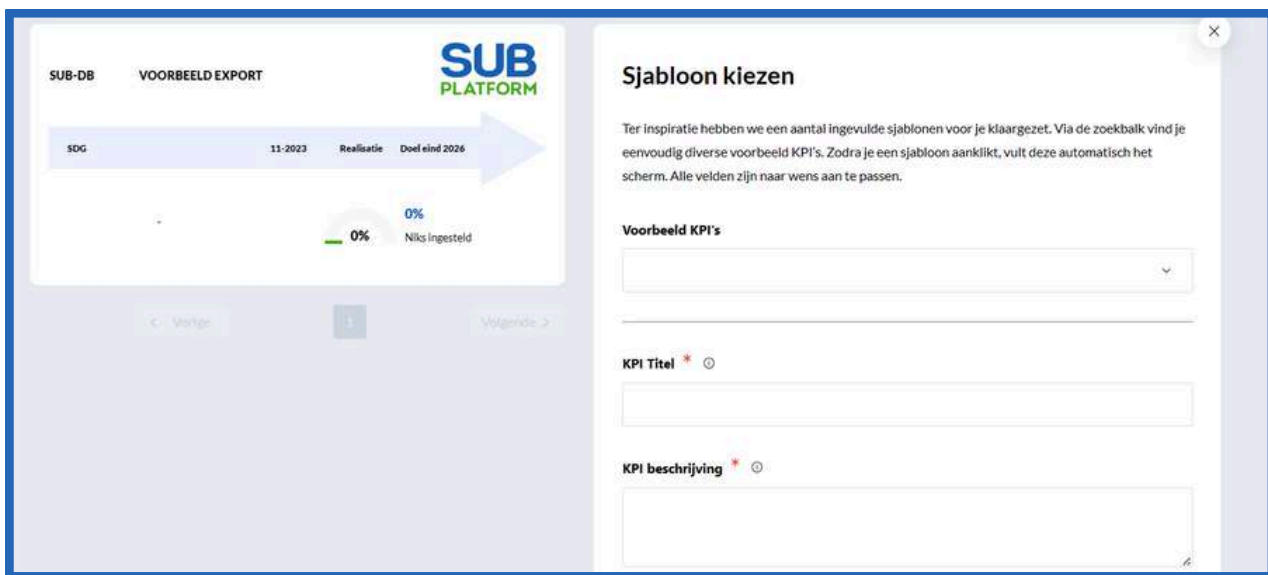 SUB-DB VOORBEELD EXPORT
SUB
PLATFORM
SDG 11-2023 Realisatie Doel eind 2026
-
0%
0%
Niks ingesteld
< Vorige 1 Volgende >
Sjabloon kiezen
Ter inspiratie hebben we een aantal ingevulde sjablonen voor je klaargezet. Via de zoekbalk vind je
eenvoudig diverse voorbeeld KPI's. Zodra je een sjabloon aanklikt, vult deze automatisch het
scherm. Alle velden zijn naar wens aan te passen.
Voorbeeld KPI's
KPI Titel *
KPI beschrijving *